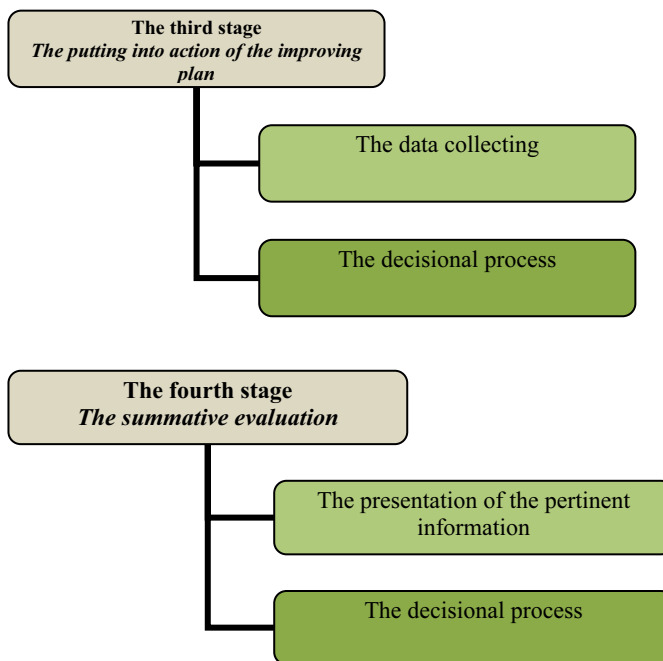 The third stage
The putting into action of the improving
plan
The data collecting
The decisional process
The fourth stage
The summative evaluation
The presentation of the pertinent
information
The decisional process